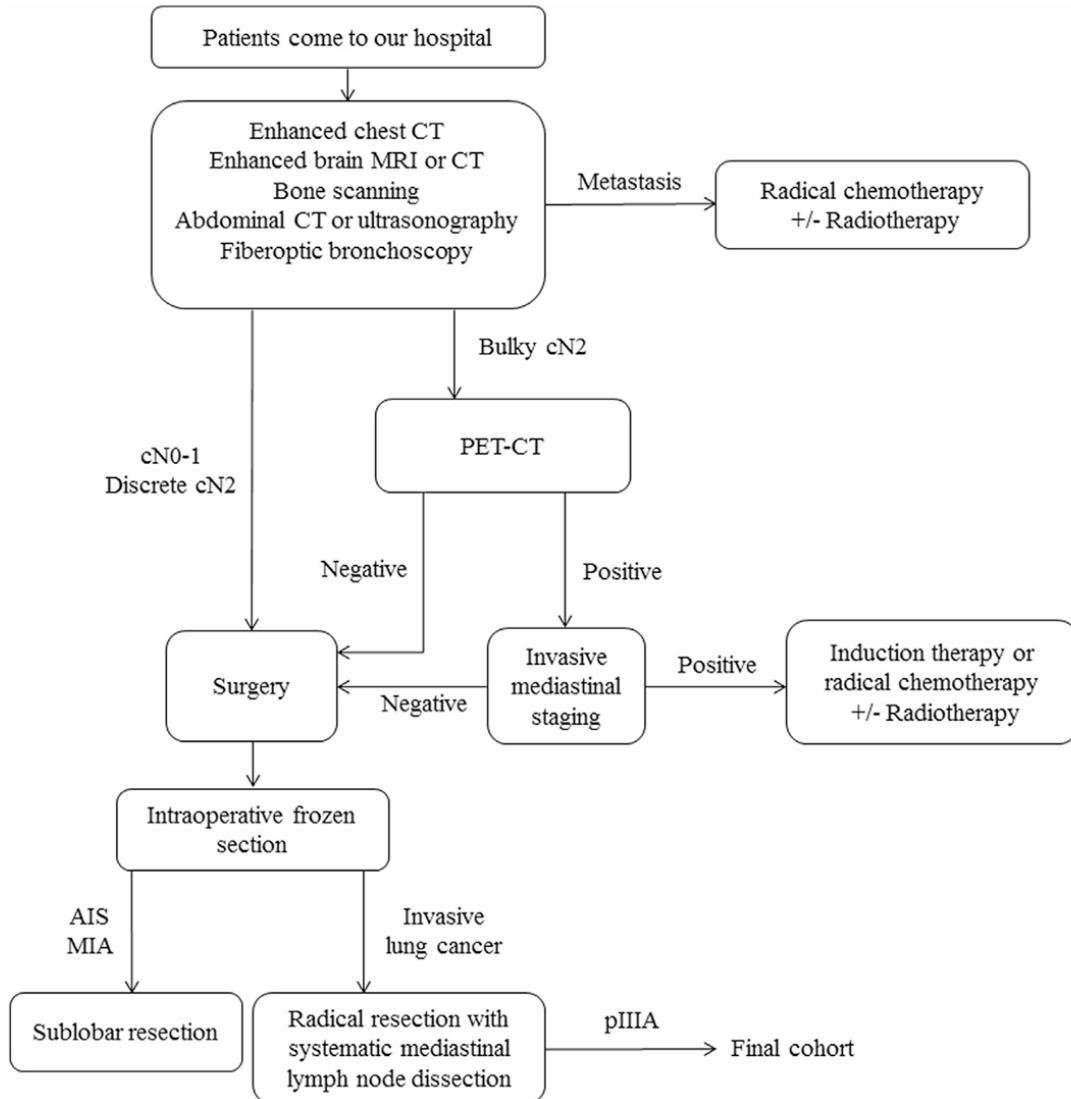 Patients come to our hospital
Enhanced chest CT
Enhanced brain MRI or CT
Bone scanning
Abdominal CT or ultrasonography
Fiberoptic bronchoscopy
Metastasis
Radical chemotherapy
+/- Radiotherapy
Bulky cN2
cN0-1
Discrete cN2
PET-CT
Negative
Positive
Surgery
Negative
Invasive
mediastinal
staging
Positive
Induction therapy or
radical chemotherapy
+/- Radiotherapy
Intraoperative frozen
section
AIS
MIA
Invasive
lung cancer
Sublobar resection
Radical resection with
systematic mediastinal
lymph node dissection
pIIIA
Final cohort